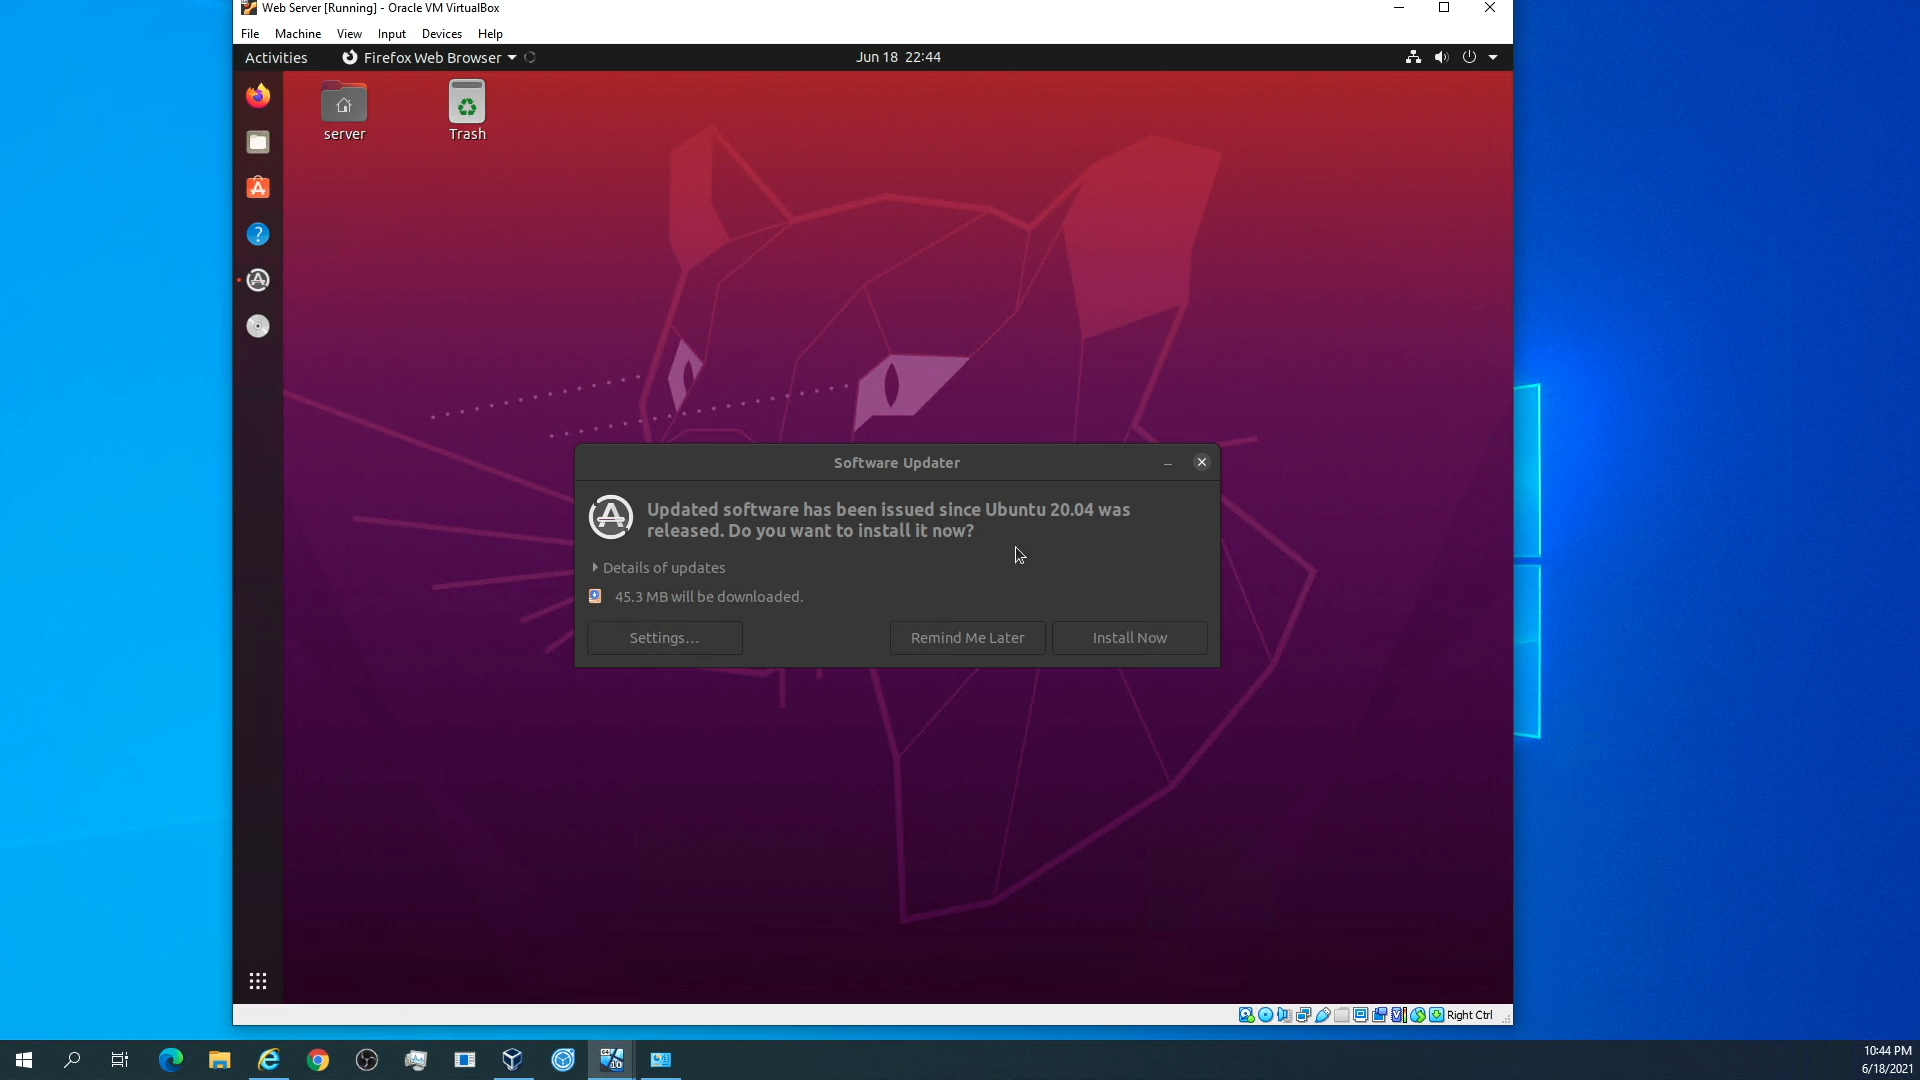 Web Server [Running] - Oracle VM VirtualBox
File Machine View Input Devices Help
Activities Firefox Web Browser Jun 18 22:44
server
Trash
Software Updater
Updated software has been issued since Ubuntu 20.04 was
released. Do you want to install it now?
Details of updates
45.3 MB will be downloaded.
Settings...
Remind Me Later
Install Now
Right Ctrl
10:44 PM
6/18/2021